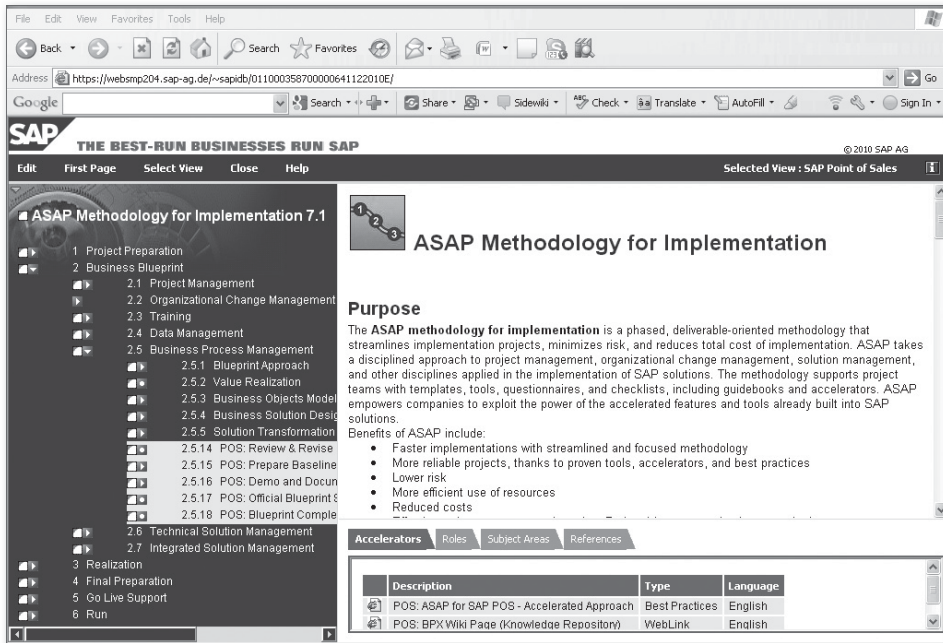 File Edit View Favorites Tools Help
Back Search Favorites
Address https://websmp204.sap-ag.de/~sapidb/011000358700000641122010E/ Go
Google Search Share Sidewiki Check Translate AutoFill Sign In
SAP THE BEST-RUN BUSINESSES RUN SAP
© 2010 SAP AG
Edit First Page Select View Close Help Selected View : SAP Point of Sales
ASAP Methodology for Implementation 7.1
1 Project Preparation
2 Business Blueprint
2.1 Project Management
2.2 Organizational Change Management
2.3 Training
2.4 Data Management
2.5 Business Process Management
2.5.1 Blueprint Approach
2.5.2 Value Realization
2.5.3 Business Objects Model
2.5.4 Business Solution Desig
2.5.5 Solution Transformation
2.5.14 POS: Review & Revise
2.5.15 POS: Prepare Baseline
2.5.16 POS: Demo and Docun
2.5.17 POS: Official Blueprint S
2.5.18 POS: Blueprint Comple
2.6 Technical Solution Management
2.7 Integrated Solution Management
3 Realization
4 Final Preparation
5 Go Live Support
6 Run
1 2 3
ASAP Methodology for Implementation
Purpose
The ASAP methodology for implementation is a phased, deliverable-oriented methodology that
streamlines implementation projects, minimizes risk, and reduces total cost of implementation. ASAP takes
a disciplined approach to project management, organizational change management, solution management,
and other disciplines applied in the implementation of SAP solutions. The methodology supports project
teams with templates, tools, questionnaires, and checklists, including guidebooks and accelerators. ASAP
empowers companies to exploit the power of the accelerated features and tools already built into SAP
solutions.
Benefits of ASAP include:
• Faster implementations with streamlined and focused methodology
• More reliable projects, thanks to proven tools, accelerators, and best practices
• Lower risk
• More efficient use of resources
• Reduced costs
Accelerators Roles Subject Areas References
Description Type Language
POS: ASAP for SAP POS - Accelerated Approach Best Practices English
POS: BPX Wiki Page (Knowledge Repository) WebLink English